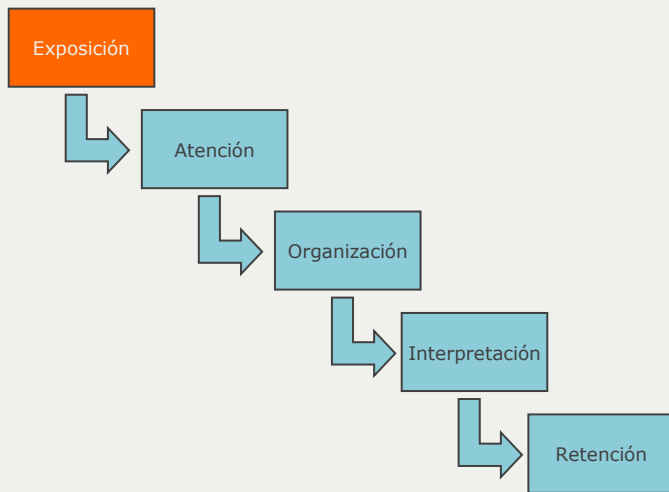 Exposición
Atención
Organización
Interpretación
Retención